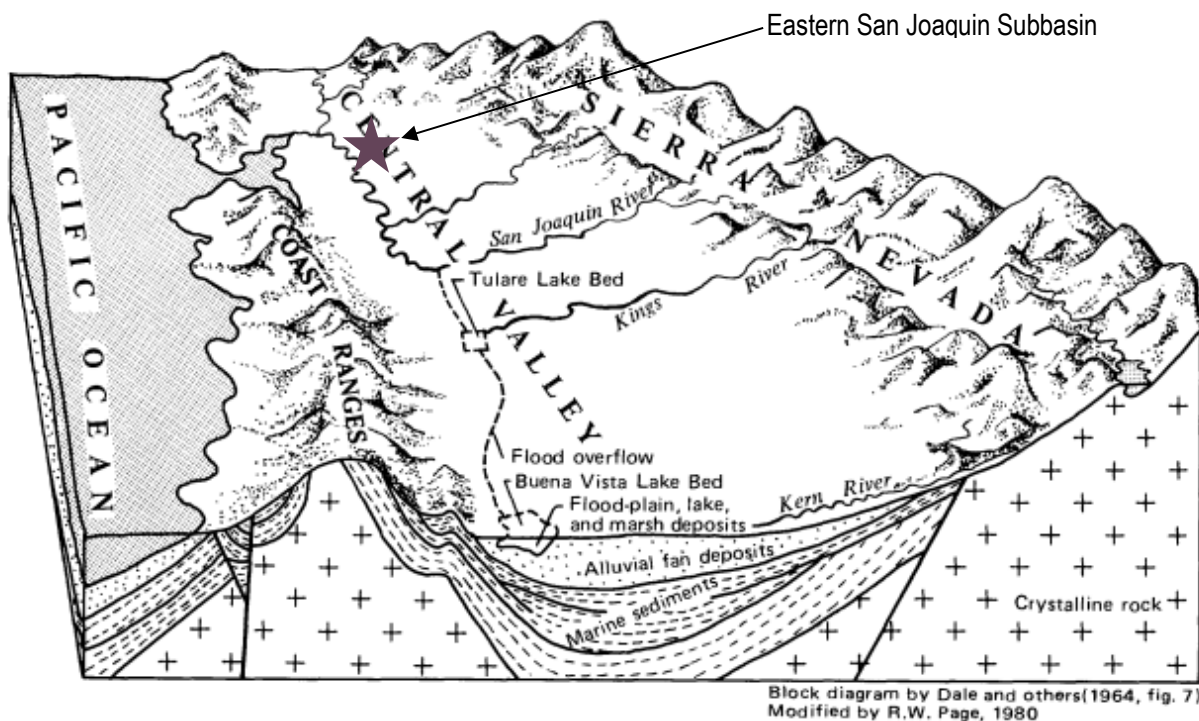 Eastern San Joaquin Subbasin
PACIFIC OCEAN
CENTRAL VALLEY
SIERRA NEVADA
COAST
RANGES
San Joaquin River
Tulare Lake Bed
Kings River
Flood overflow
Buena Vista Lake Bed
Flood-plain, lake,
and marsh deposits
Kern River
Alluvial fan deposits
Marine sediments
Crystalline rock
Block diagram by Dale and others(1964, fig. 7)
Modified by R.W. Page, 1980